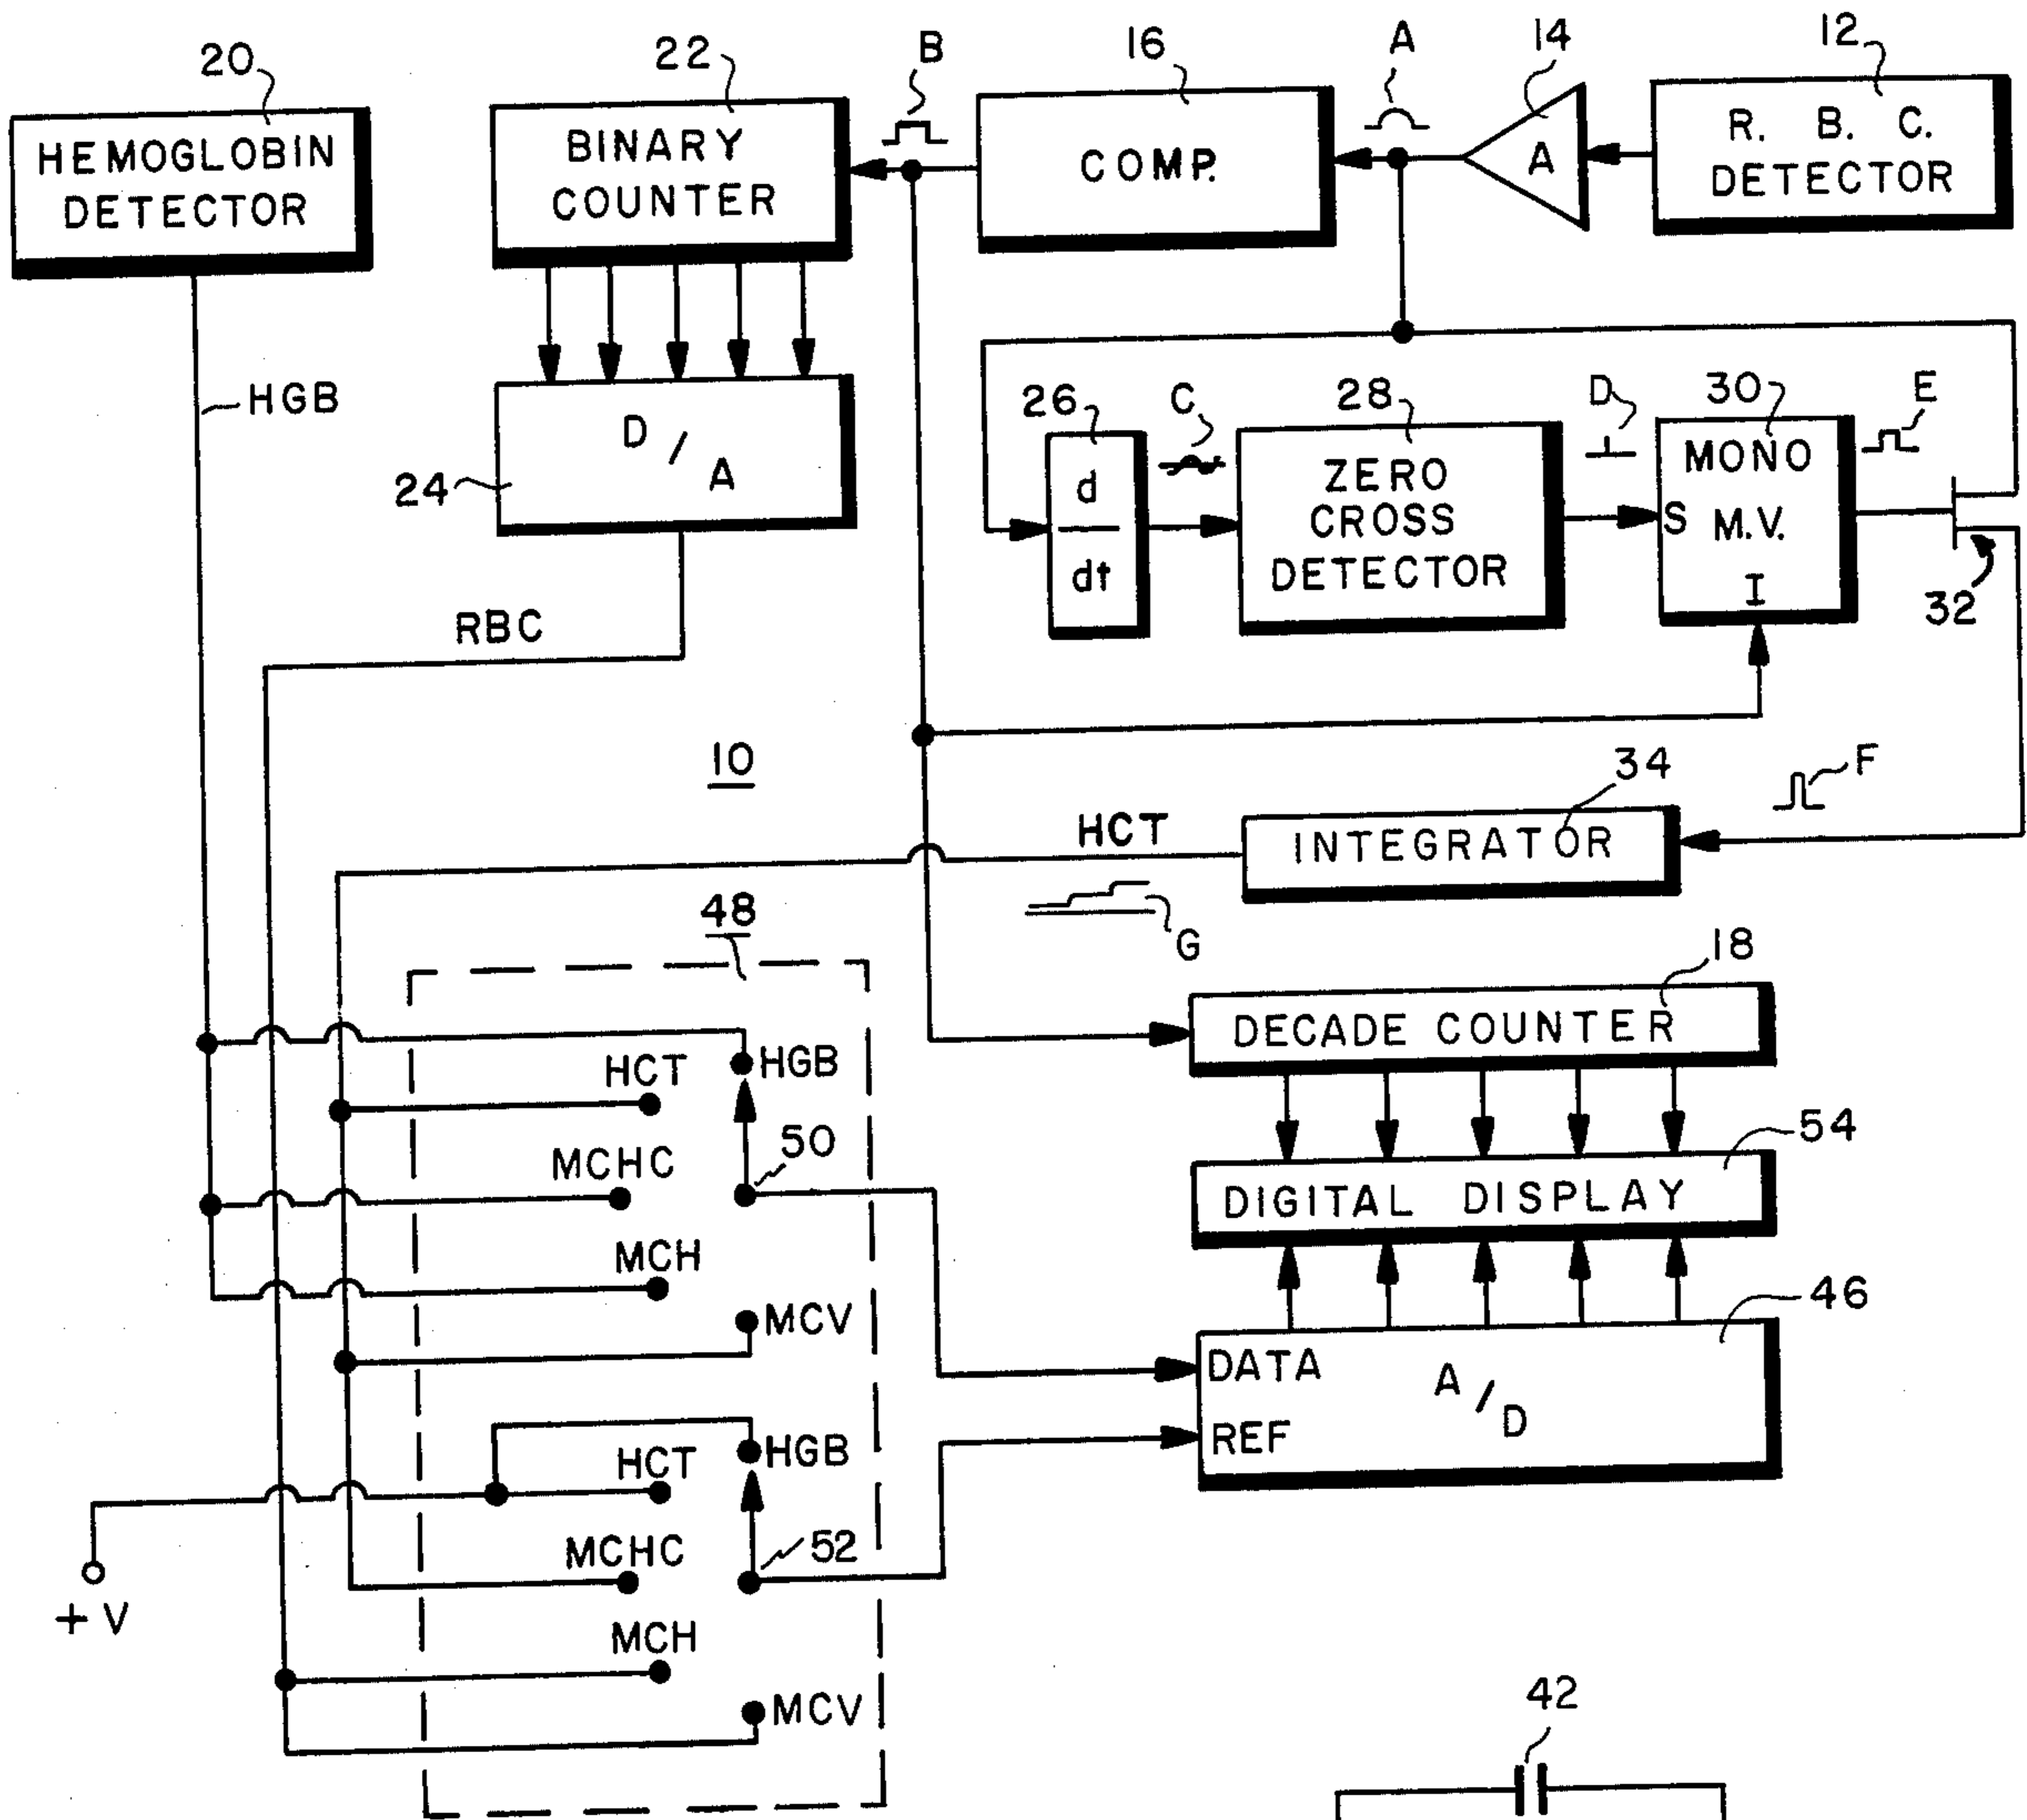 20
HEMOGLOBIN
DETECTOR
22
BINARY
COUNTER
B
16
COMP.
A
14
A
12
R. B. C.
DETECTOR
HGB
24
D/A
RBC
26
d
dt
C
28
ZERO
CROSS
DETECTOR
D
30
MONO
S M.V.
I
E
32
10
HCT
34
INTEGRATOR
F
G
48
18
DECADE COUNTER
HGB
HCT
50
MCHC
MCH
MCV
54
DIGITAL DISPLAY
46
DATA
A/D
REF
HGB
HCT
52
MCHC
MCH
MCV
+ V
42